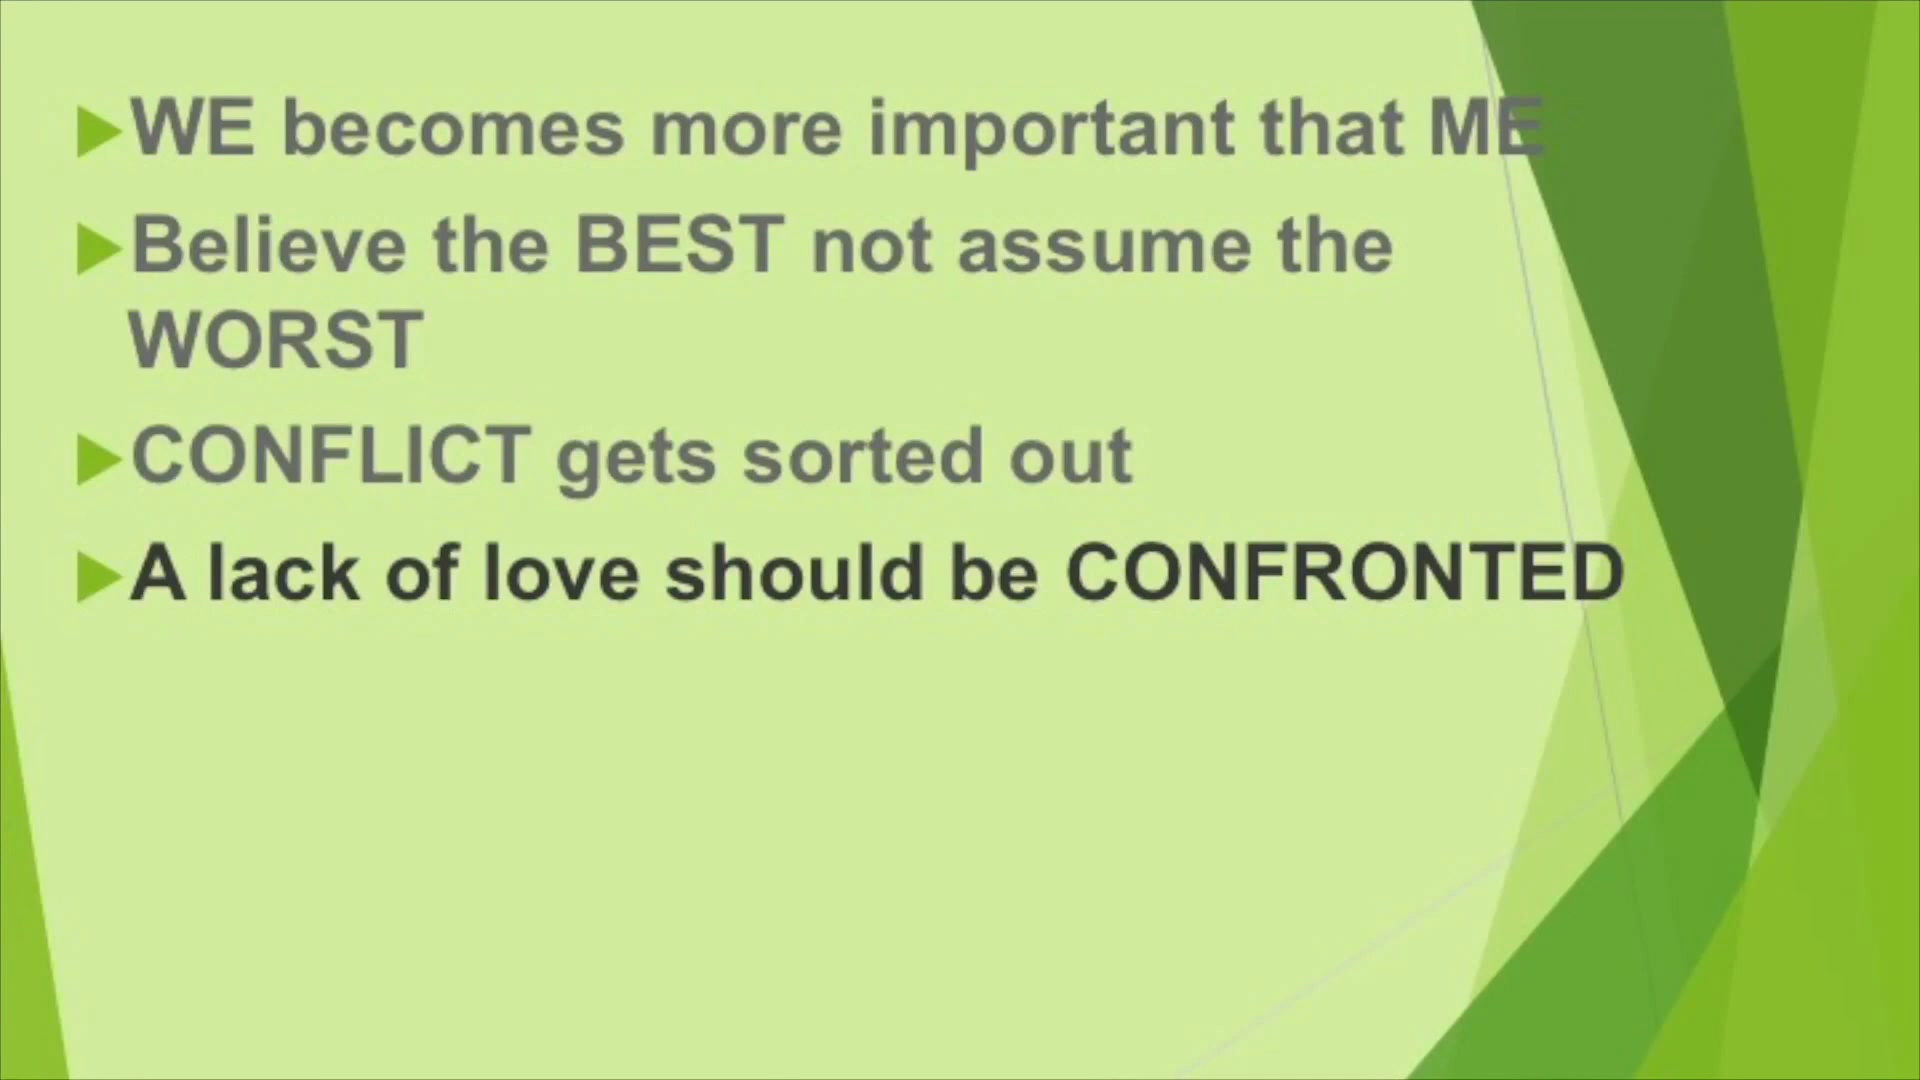 WE becomes more important that ME
Believe the BEST not assume the
WORST
CONFLICT gets sorted out
A lack of love should be CONFRONTED